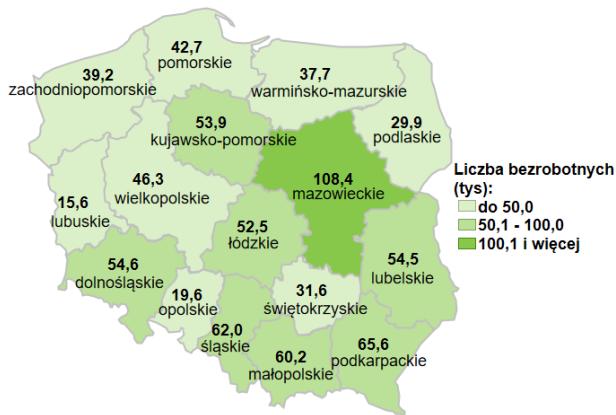 42,7
pomorskie
39,2
zachodniopomorskie
37,7
warmińsko-mazurskie
29,9
podlaskie
53,9
kujawsko-pomorskie
108,4
mazowieckie
46,3
wielkopolskie
15,6
lubuskie
52,5
łódzkie
54,6
dolnośląskie
19,6
opolskie
62,0
śląskie
31,6
świętokrzyskie
54,5
lubelskie
60,2
małopolskie
65,6
podkarpackie
Liczba bezrobotnych
(tys):
do 50,0
50,1 - 100,0
100,1 i więcej